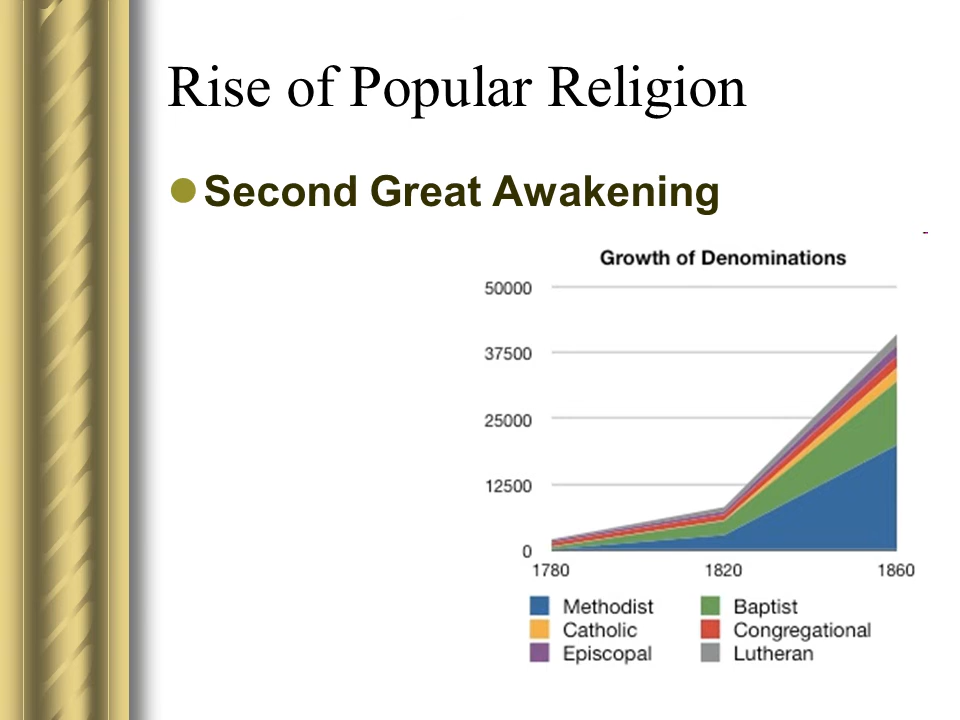 Rise of Popular Religion
Second Great Awakening
Growth of Denominations
50000
37500
25000
12500
0
1780 1820 1860
Methodist Baptist
Catholic Congregational
Episcopal Lutheran